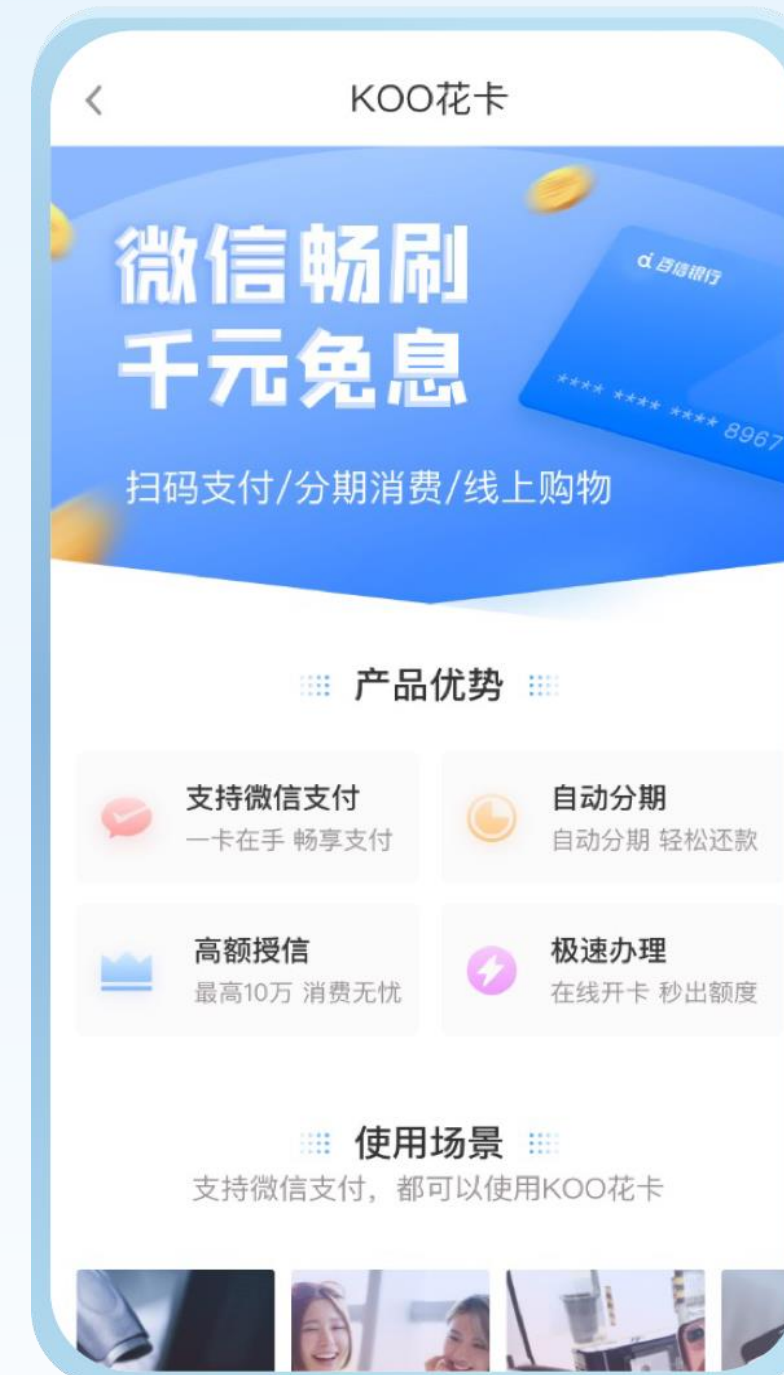 KOO花卡
微信畅刷
千元免息
百信银行
**** **** **** 8967
扫码支付/分期消费/线上购物
产品优势
支持微信支付
一卡在手 畅享支付
自动分期
自动分期 轻松还款
高额授信
最高10万 消费无忧
极速办理
在线开卡 秒出额度
使用场景
支持微信支付，都可以使用KOO花卡